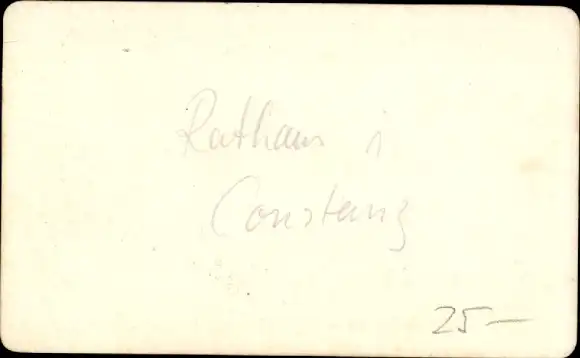 Rathaus i
Constanz
25—